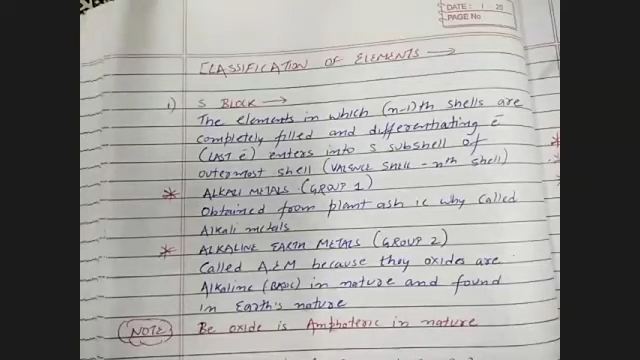 DATE: / 20
PAGE No
CLASSIFICATION OF ELEMENTS →
1) S BLOCK →
The elements in which (n-1)th shells are
completely filled and differentiating e̅
(LAST e̅) enters into s subshell of
outermost shell (VALENCE SHELL - nth shell)
* ALKALI METALS (GROUP 1)
Obtained from plant ash ie why called
Alkali metals
* ALKALINE EARTH METALS (GROUP 2)
Called AEM because they oxides are
Alkaline (BASIC) in nature and found
in Earth's nature
NOTE Be oxide is Amphoteric in nature